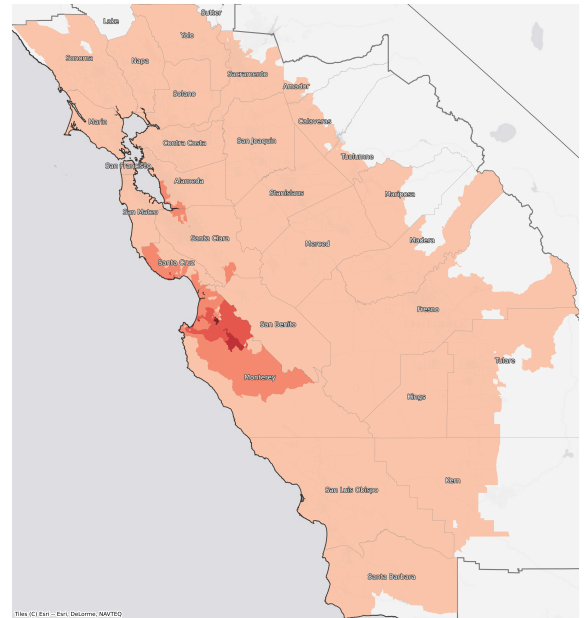 Lake
Sutter
Yolo
Sonoma
Napa
Sacramento
Amador
Solano
Marin
Calaveras
Contra Costa
San Joaquin
Tuolumne
San Francisco
Alameda
Stanislaus
Mariposa
San Mateo
Santa Clara
Merced
Madera
Santa Cruz
Fresno
San Benito
Tulare
Monterey
Kings
San Luis Obispo
Kern
Santa Barbara
Tiles (C) Esri -- Esri, DeLorme, NAVTEQ